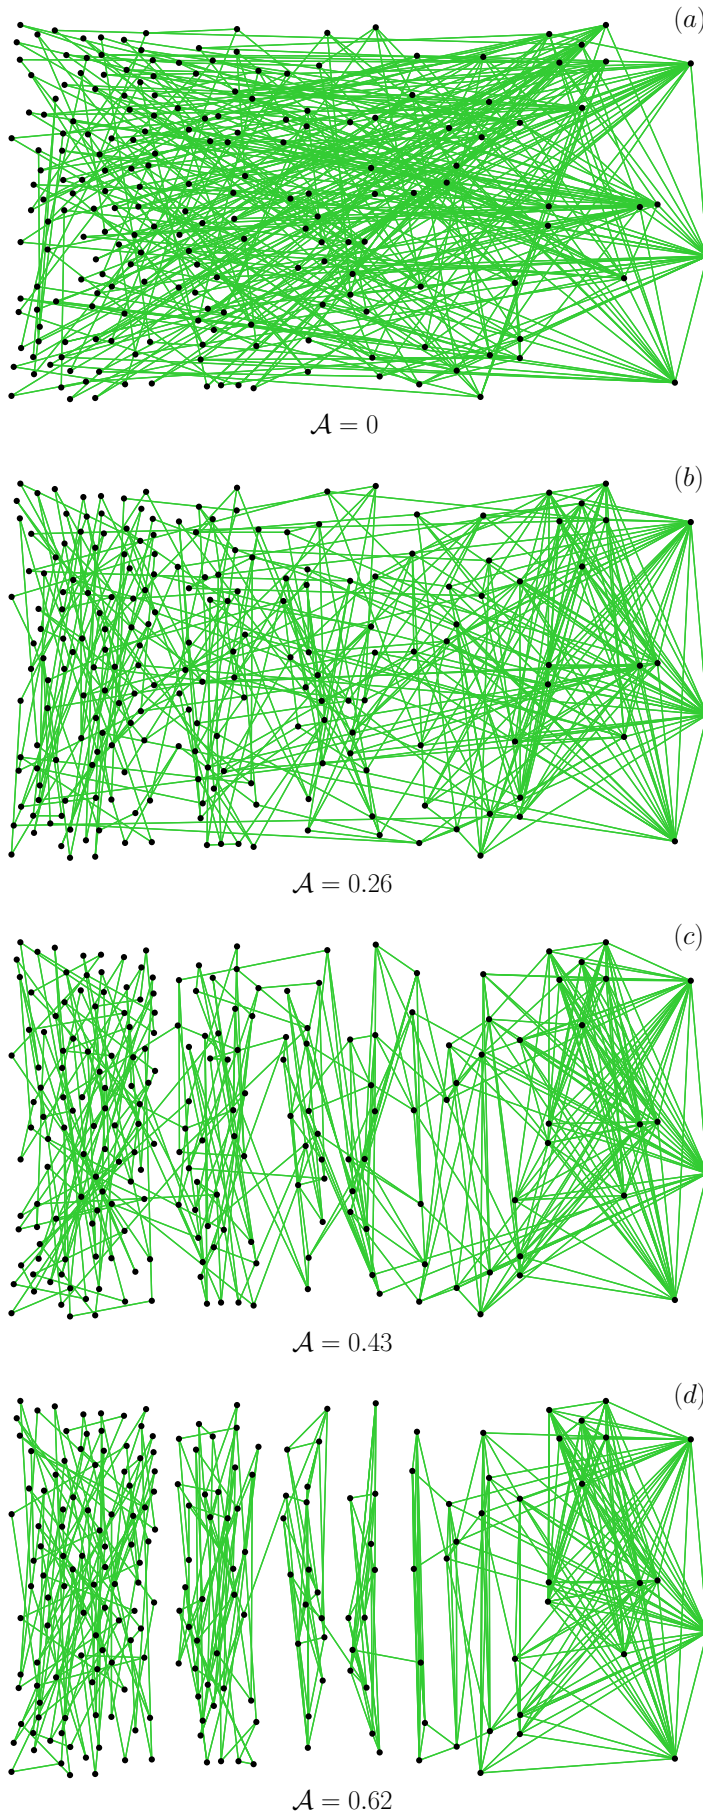 (a)
𝒜 = 0
(b)
𝒜 = 0.26
(c)
𝒜 = 0.43
(d)
𝒜 = 0.62